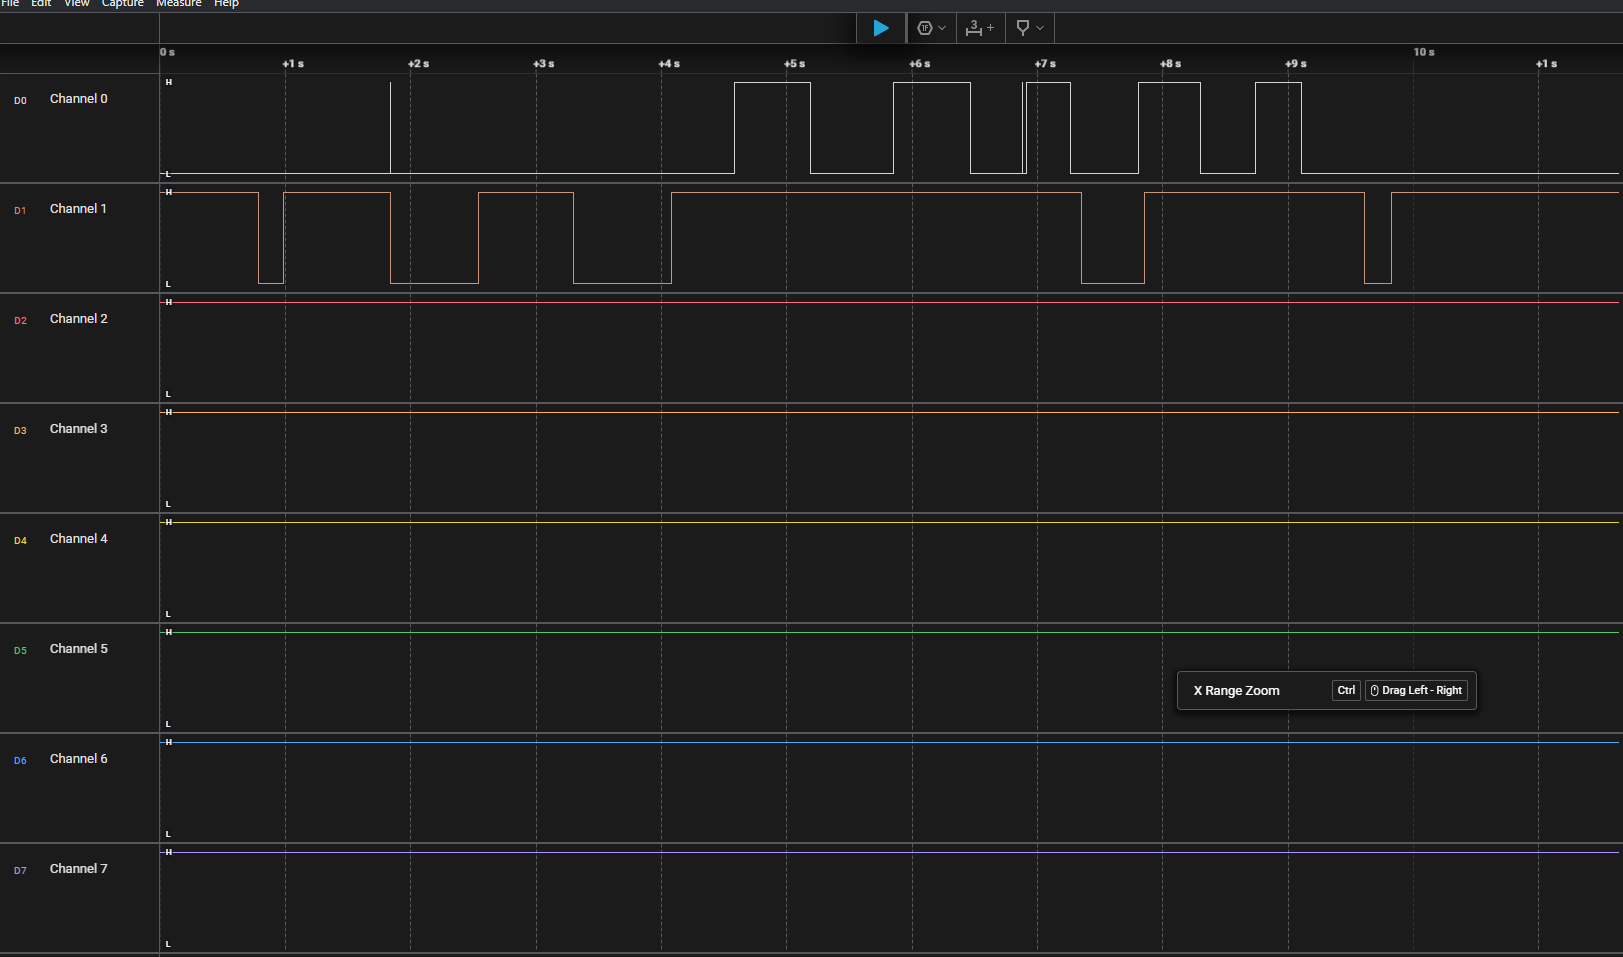 File Edit View Capture Measure Help
1F 3 +
0 s 10 s
+1 s +2 s +3 s +4 s +5 s +6 s +7 s +8 s +9 s +1 s
H
D0 Channel 0
L
H
D1 Channel 1
L
H
D2 Channel 2
L
H
D3 Channel 3
L
H
D4 Channel 4
L
H
D5 Channel 5
X Range Zoom Ctrl Drag Left - Right
L
H
D6 Channel 6
L
H
D7 Channel 7
L